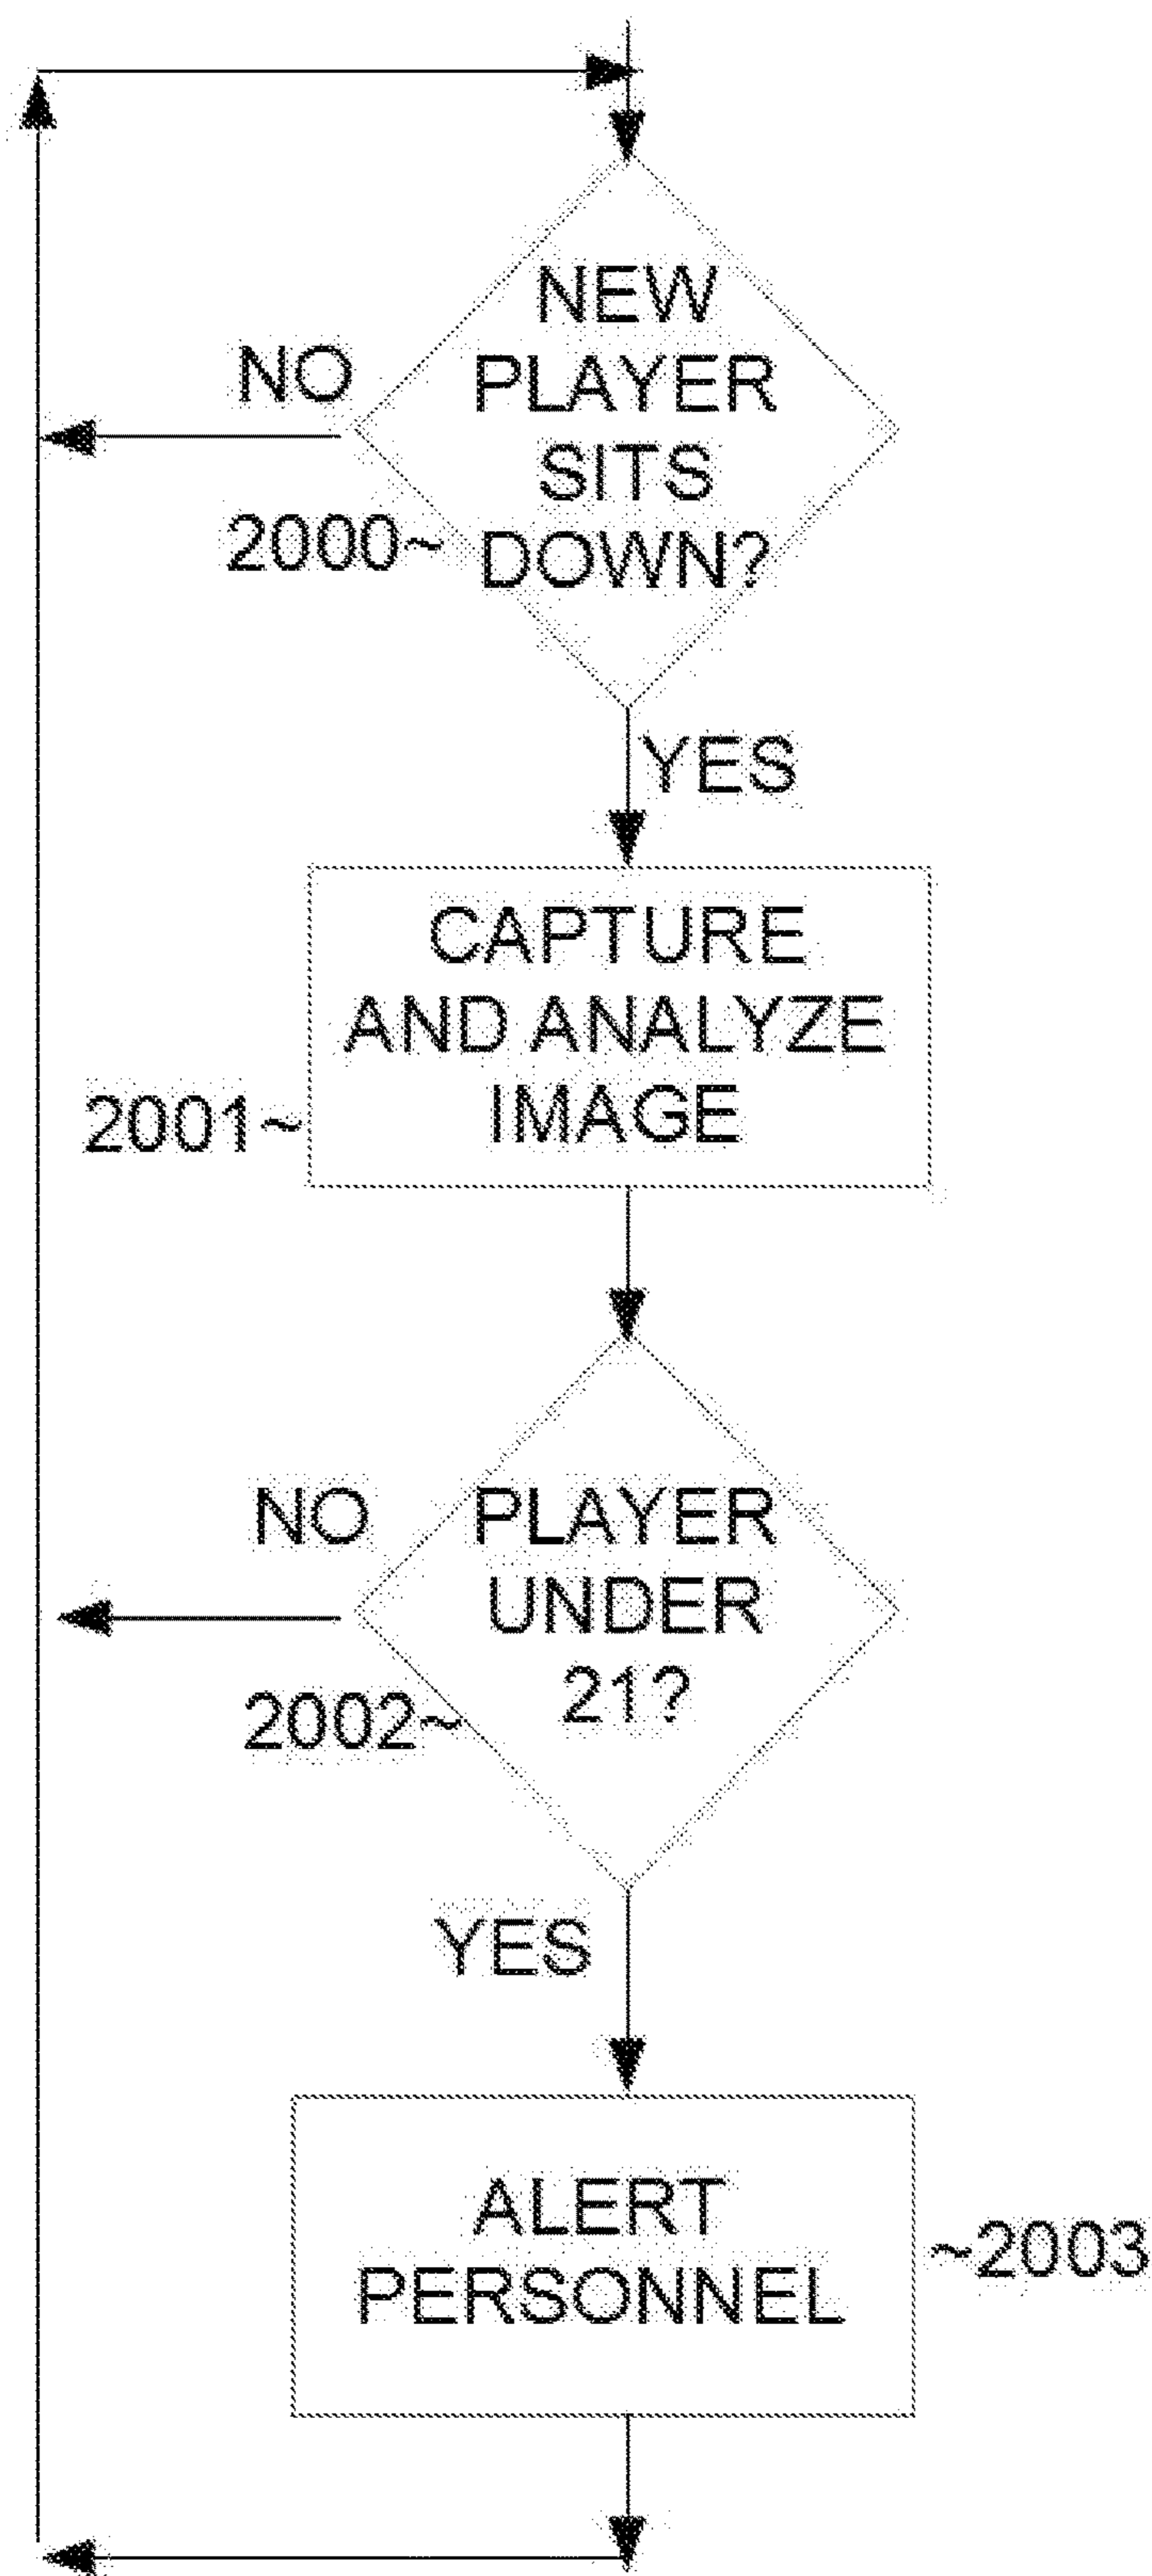 NEW
PLAYER
SITS
DOWN?
NO
2000~
YES
CAPTURE
AND ANALYZE
IMAGE
2001~
PLAYER
UNDER
21?
NO
2002~
YES
ALERT
PERSONNEL
~2003